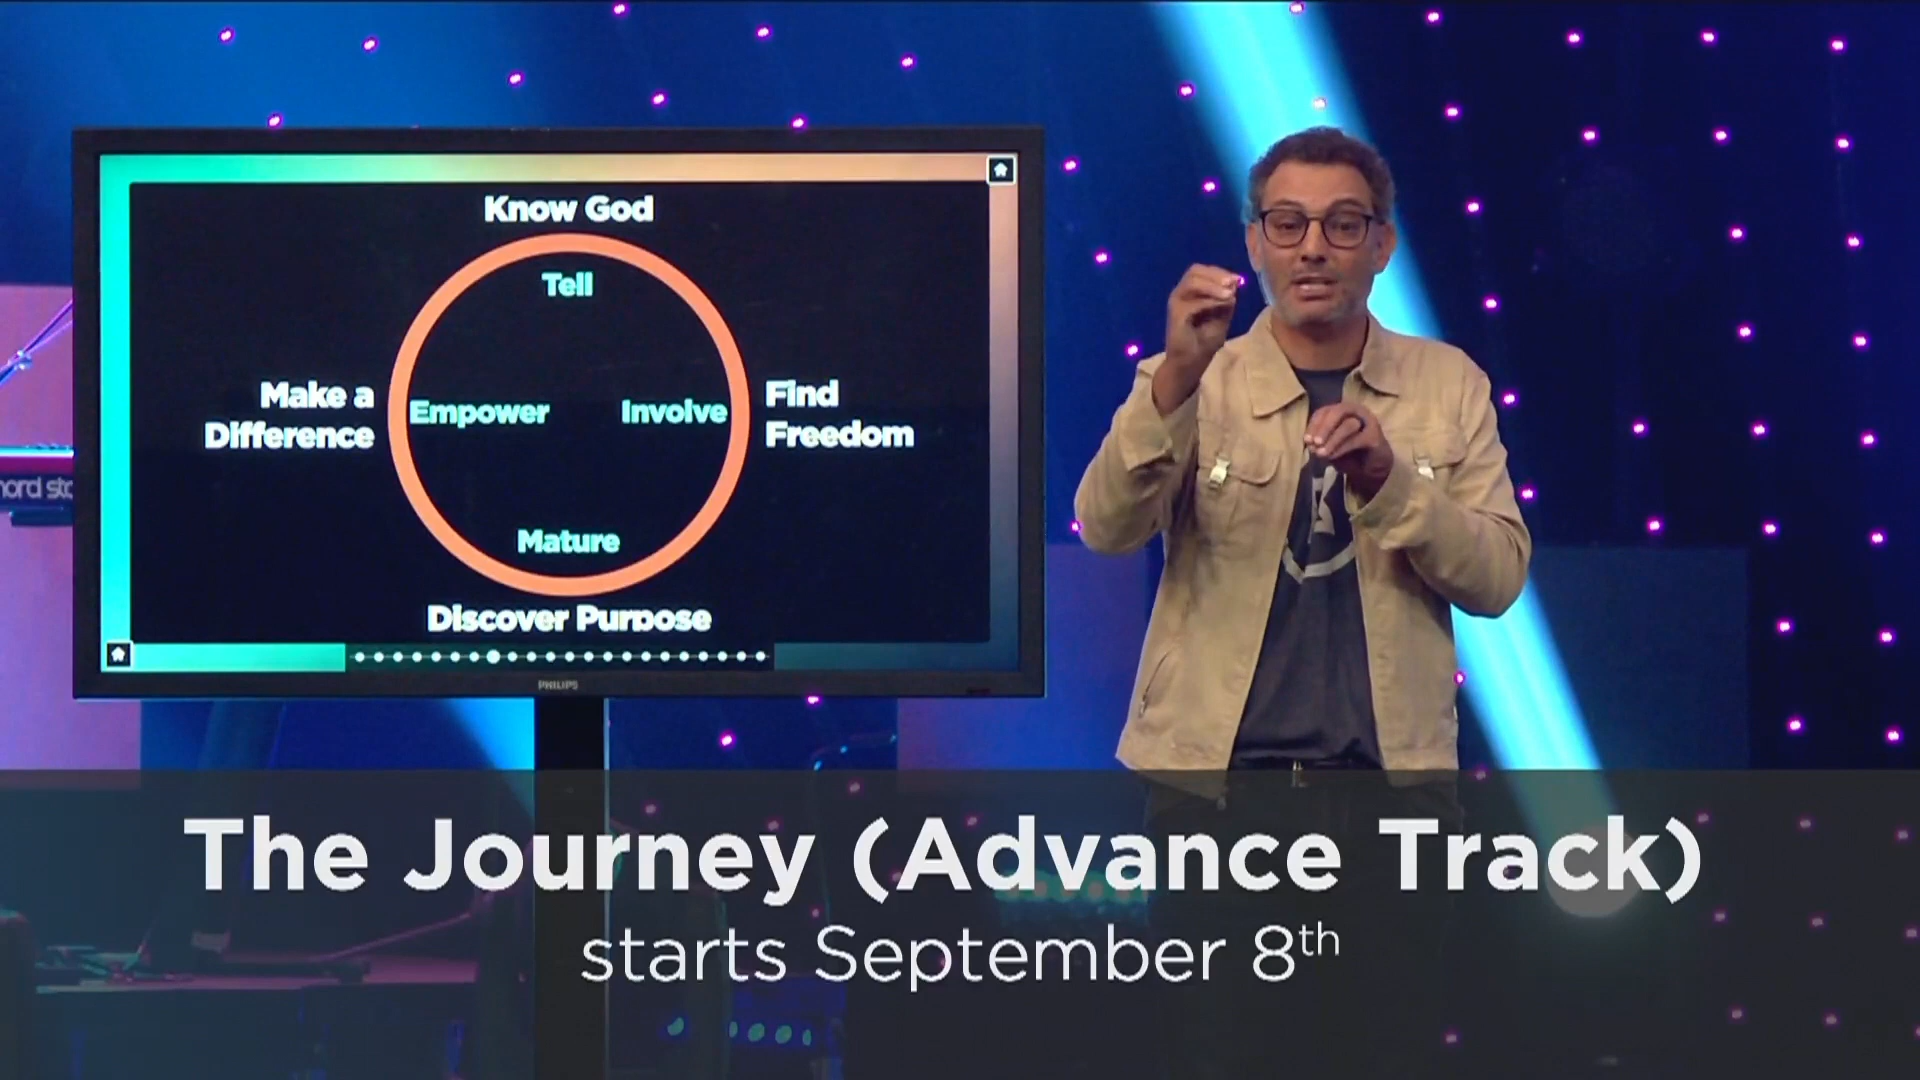 Know God
Tell
Make a
Difference
Empower
Involve
Find
Freedom
Mature
Discover Purpose
PHILIPS
The Journey (Advance Track)
starts September 8th